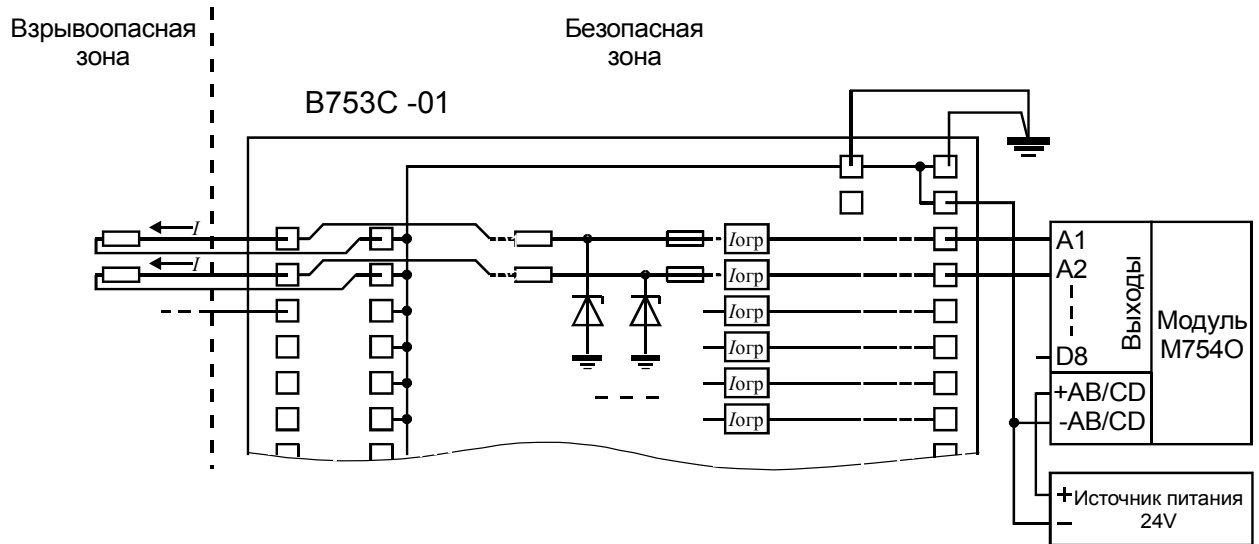 Взрывоопасная
зона
Безопасная
зона
В753С -01
I
I
Iогр
Iогр
Iогр
Iогр
Iогр
Iогр
A1
A2
D8
+AB/CD
-AB/CD
Выходы
Модуль
М754О
+ Источник питания
– 24V